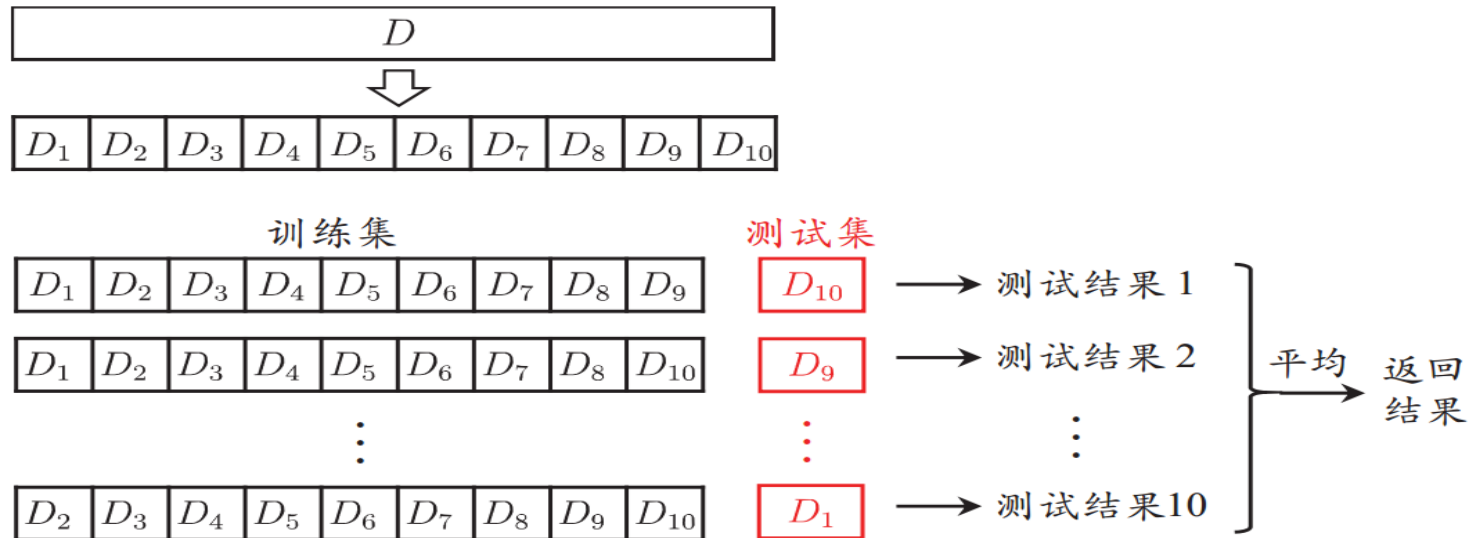 D
D₁ D₂ D₃ D₄ D₅ D₆ D₇ D₈ D₉ D₁₀
训练集 测试集
D₁ D₂ D₃ D₄ D₅ D₆ D₇ D₈ D₉ D₁₀ 测试结果 1
D₁ D₂ D₃ D₄ D₅ D₆ D₇ D₈ D₁₀ D₉ 测试结果 2
⋮ ⋮ ⋮
D₂ D₃ D₄ D₅ D₆ D₇ D₈ D₉ D₁₀ D₁ 测试结果10
平均
返回
结果